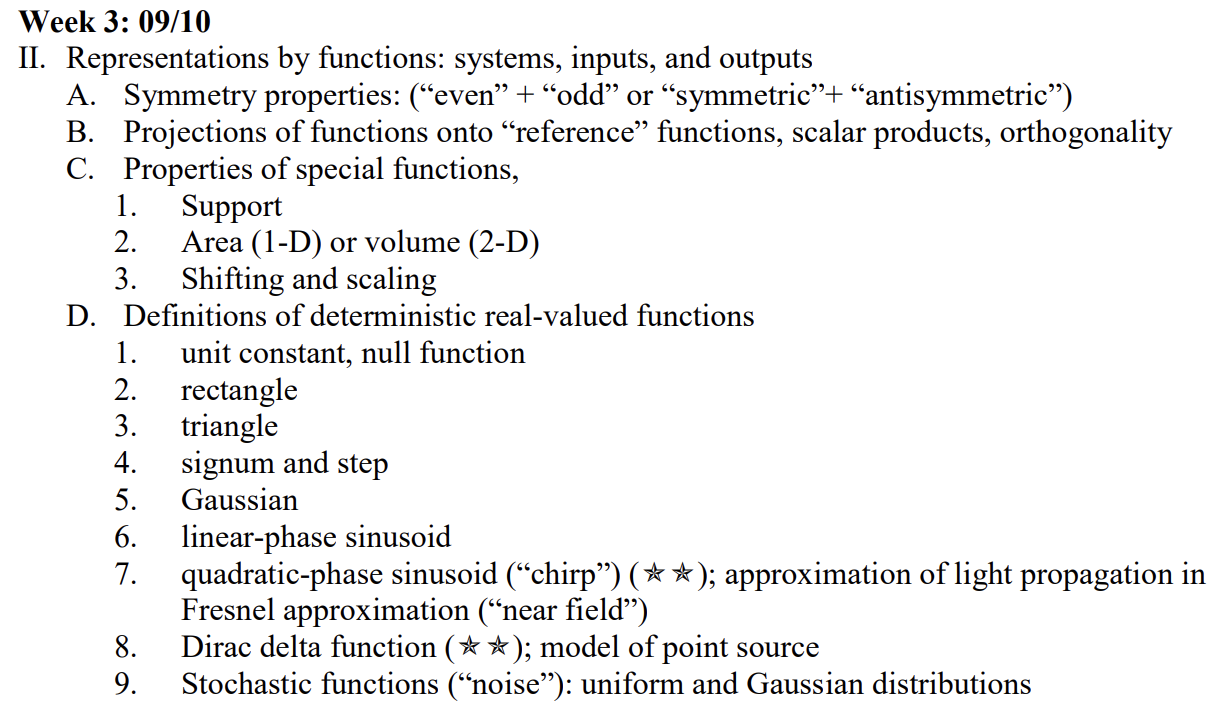 Week 3: 09/10
II. Representations by functions: systems, inputs, and outputs
A. Symmetry properties: (“even” + “odd” or “symmetric”+ “antisymmetric”)
B. Projections of functions onto “reference” functions, scalar products, orthogonality
C. Properties of special functions,
1. Support
2. Area (1-D) or volume (2-D)
3. Shifting and scaling
D. Definitions of deterministic real-valued functions
1. unit constant, null function
2. rectangle
3. triangle
4. signum and step
5. Gaussian
6. linear-phase sinusoid
7. quadratic-phase sinusoid (“chirp”) (✯✯); approximation of light propagation in
Fresnel approximation (“near field”)
8. Dirac delta function (✯✯); model of point source
9. Stochastic functions (“noise”): uniform and Gaussian distributions